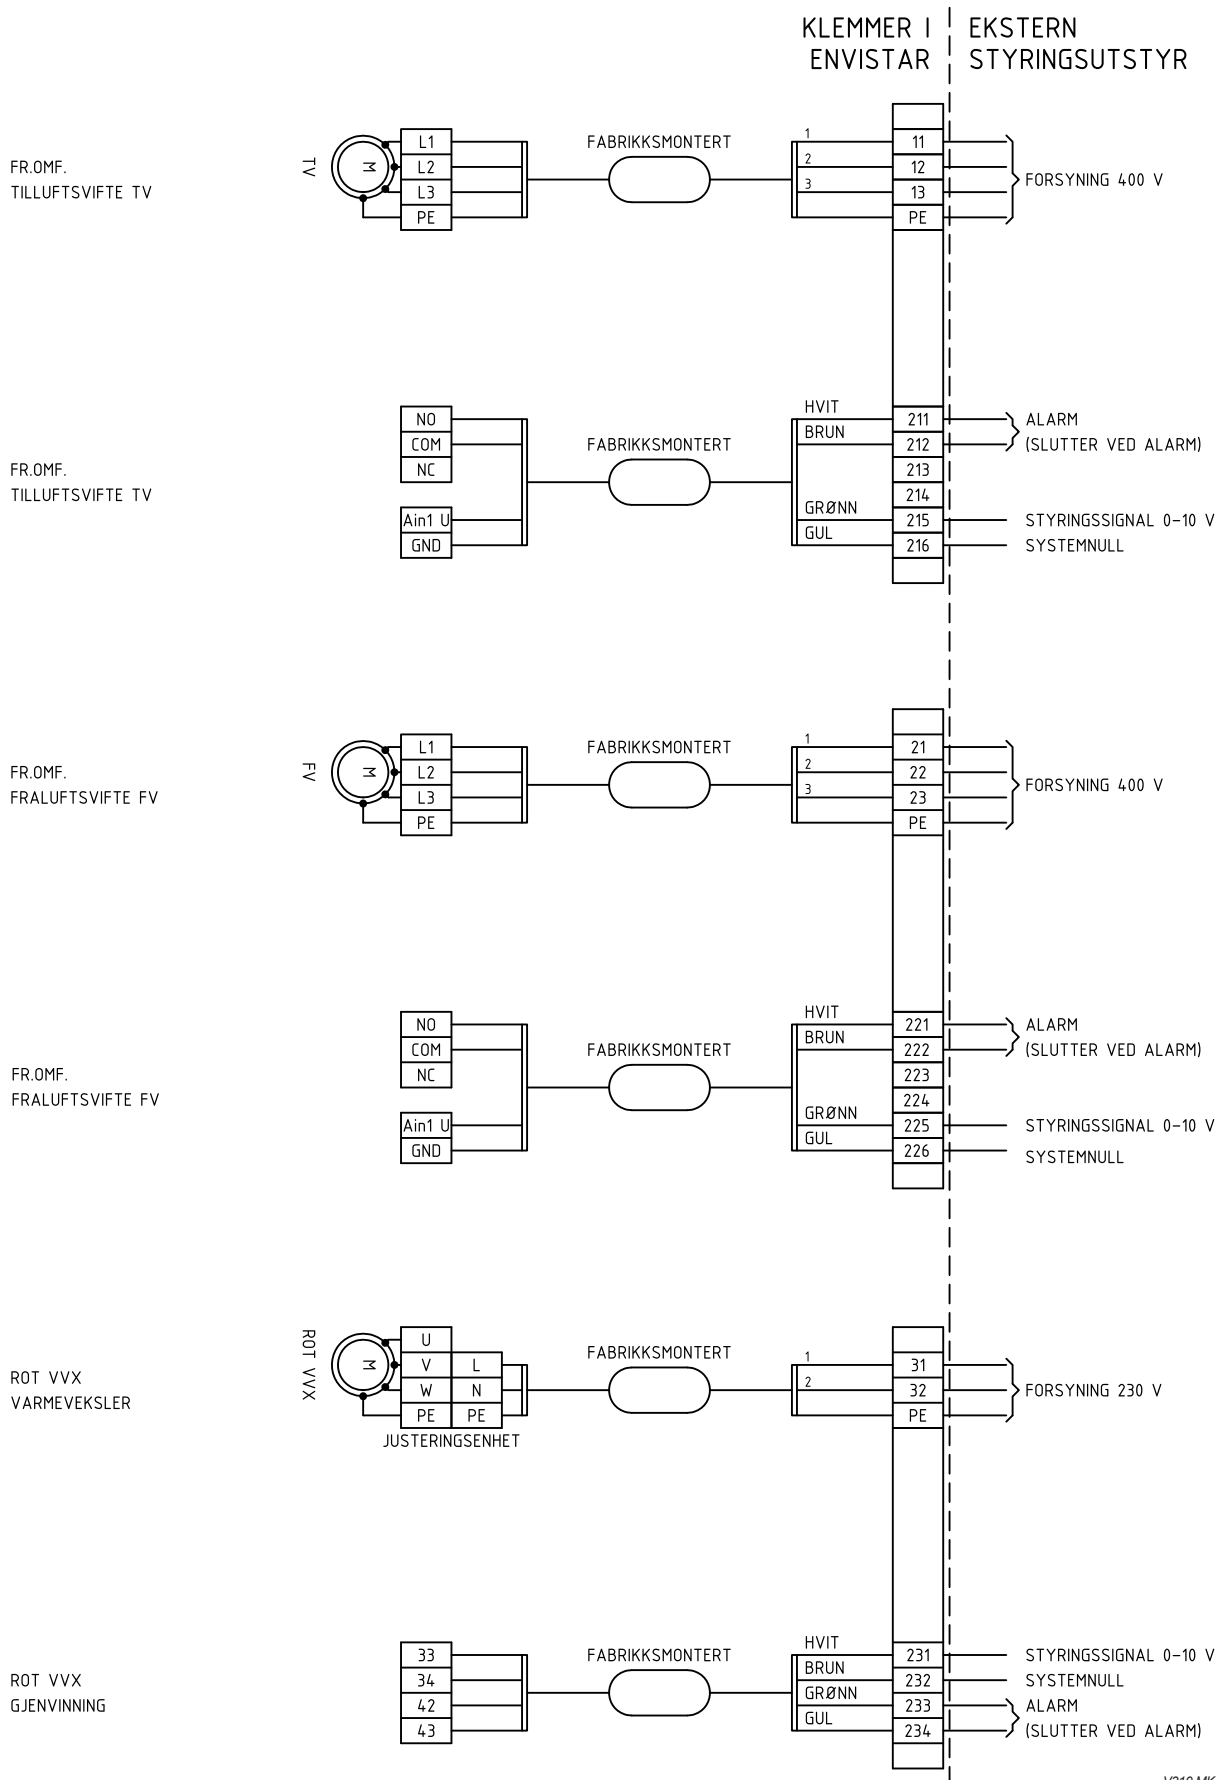 KLEMMER I
ENVISTAR
EKSTERN
STYRINGSUTSTYR
FR.OMF.
TILLUFTSVIFTE TV
TV
M
L1
L2
L3
PE
FABRIKKSMONTERT
1
2
3
11
12
13
PE
FORSYNING 400 V
FR.OMF.
TILLUFTSVIFTE TV
NO
COM
NC
Ain1 U
GND
FABRIKKSMONTERT
HVIT
BRUN
GRØNN
GUL
211
212
213
214
215
216
ALARM
(SLUTTER VED ALARM)
STYRINGSSIGNAL 0-10 V
SYSTEMNULL
FR.OMF.
FRALUFTSVIFTE FV
FV
M
L1
L2
L3
PE
FABRIKKSMONTERT
1
2
3
21
22
23
PE
FORSYNING 400 V
FR.OMF.
FRALUFTSVIFTE FV
NO
COM
NC
Ain1 U
GND
FABRIKKSMONTERT
HVIT
BRUN
GRØNN
GUL
221
222
223
224
225
226
ALARM
(SLUTTER VED ALARM)
STYRINGSSIGNAL 0-10 V
SYSTEMNULL
ROT VVX
VARMEVEKSLER
ROT VVX
M
U
V L
W N
PE PE
JUSTERINGSENHET
FABRIKKSMONTERT
1
2
31
32
PE
FORSYNING 230 V
ROT VVX
GJENVINNING
33
34
42
43
FABRIKKSMONTERT
HVIT
BRUN
GRØNN
GUL
231
232
233
234
STYRINGSSIGNAL 0-10 V
SYSTEMNULL
ALARM
(SLUTTER VED ALARM)